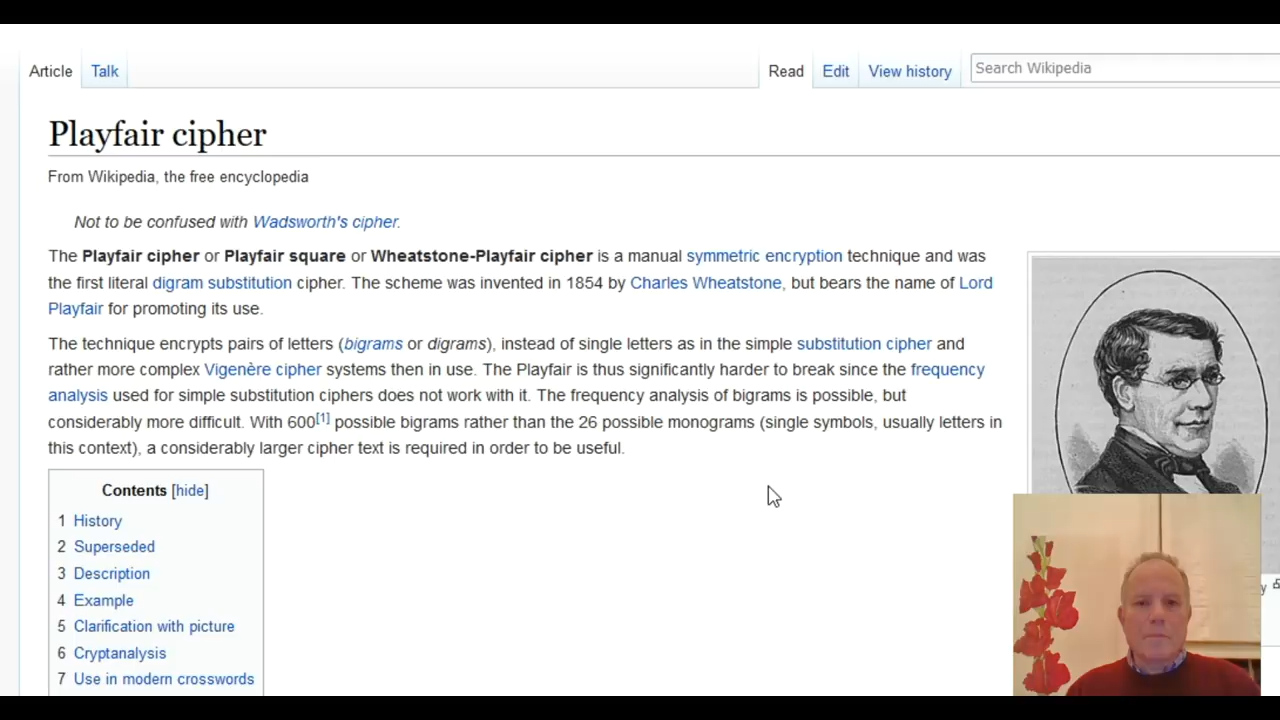 Article Talk Read Edit View history Search Wikipedia
Playfair cipher
From Wikipedia, the free encyclopedia
Not to be confused with Wadsworth's cipher.
The Playfair cipher or Playfair square or Wheatstone-Playfair cipher is a manual symmetric encryption technique and was
the first literal digram substitution cipher. The scheme was invented in 1854 by Charles Wheatstone, but bears the name of Lord
Playfair for promoting its use.
The technique encrypts pairs of letters (bigrams or digrams), instead of single letters as in the simple substitution cipher and
rather more complex Vigenère cipher systems then in use. The Playfair is thus significantly harder to break since the frequency
analysis used for simple substitution ciphers does not work with it. The frequency analysis of bigrams is possible, but
considerably more difficult. With 600[1] possible bigrams rather than the 26 possible monograms (single symbols, usually letters in
this context), a considerably larger cipher text is required in order to be useful.
Contents [hide]
1 History
2 Superseded
3 Description
4 Example
5 Clarification with picture
6 Cryptanalysis
7 Use in modern crosswords